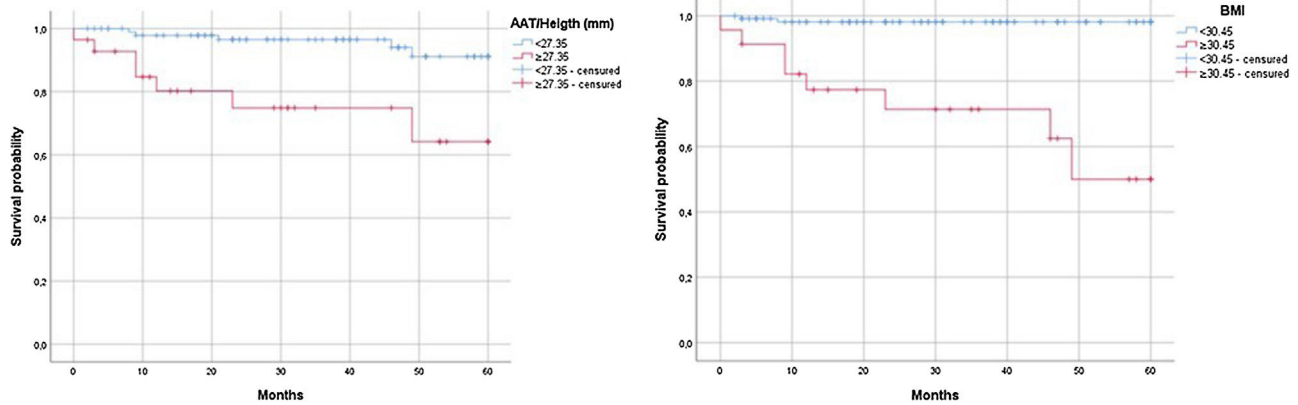 AAT/Heigth (mm)
<27.35
≥27.35
<27.35 - censured
≥27.35 - censured
1,0
0,8
0,6
0,4
0,2
0,0
Survival probability
0 10 20 30 40 50 60
Months
BMI
<30.45
≥30.45
<30.45 - censured
≥30.45 - censured
1,0
0,8
0,6
0,4
0,2
0,0
Survival probability
0 10 20 30 40 50 60
Months